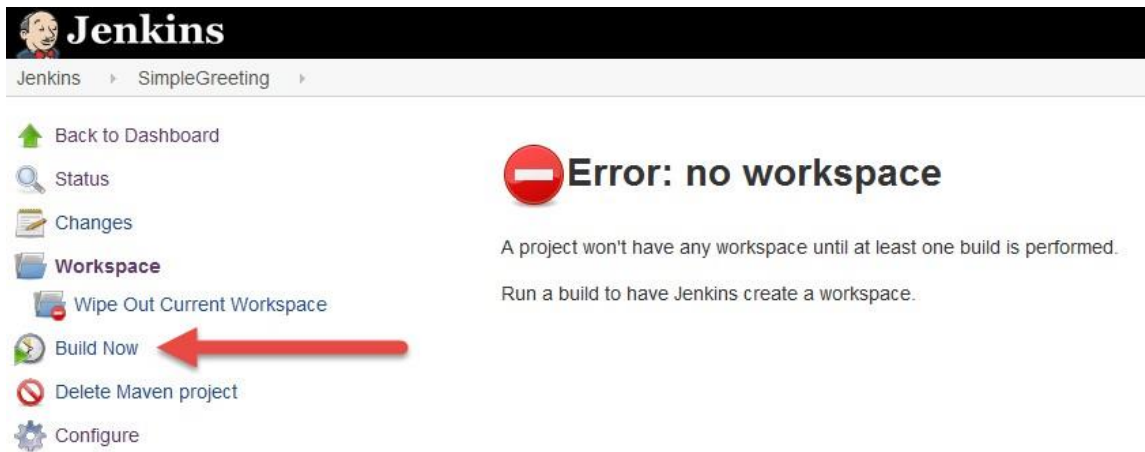 Jenkins
Jenkins SimpleGreeting
Back to Dashboard
Status
Changes
Workspace
Wipe Out Current Workspace
Build Now
Delete Maven project
Configure
Error: no workspace
A project won't have any workspace until at least one build is performed.
Run a build to have Jenkins create a workspace.